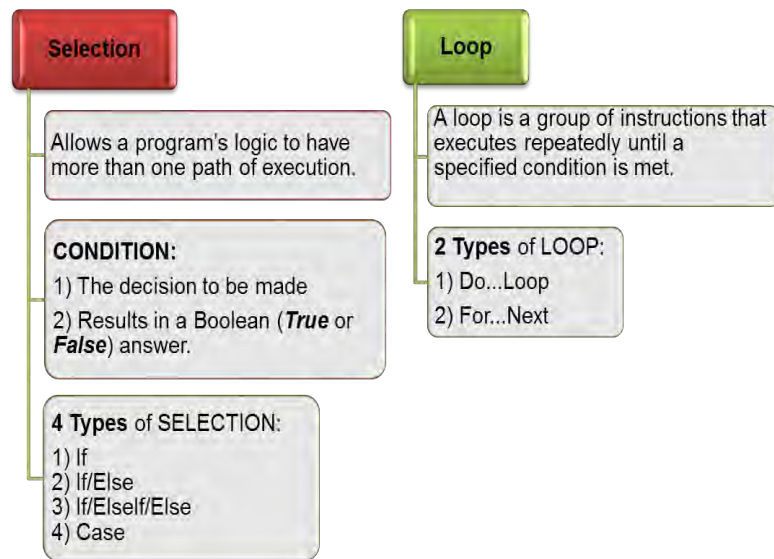 Selection
Allows a program's logic to have
more than one path of execution.
CONDITION:
1) The decision to be made
2) Results in a Boolean (True or
False) answer.
4 Types of SELECTION:
1) If
2) If/Else
3) If/ElseIf/Else
4) Case
Loop
A loop is a group of instructions that
executes repeatedly until a
specified condition is met.
2 Types of LOOP:
1) Do...Loop
2) For...Next